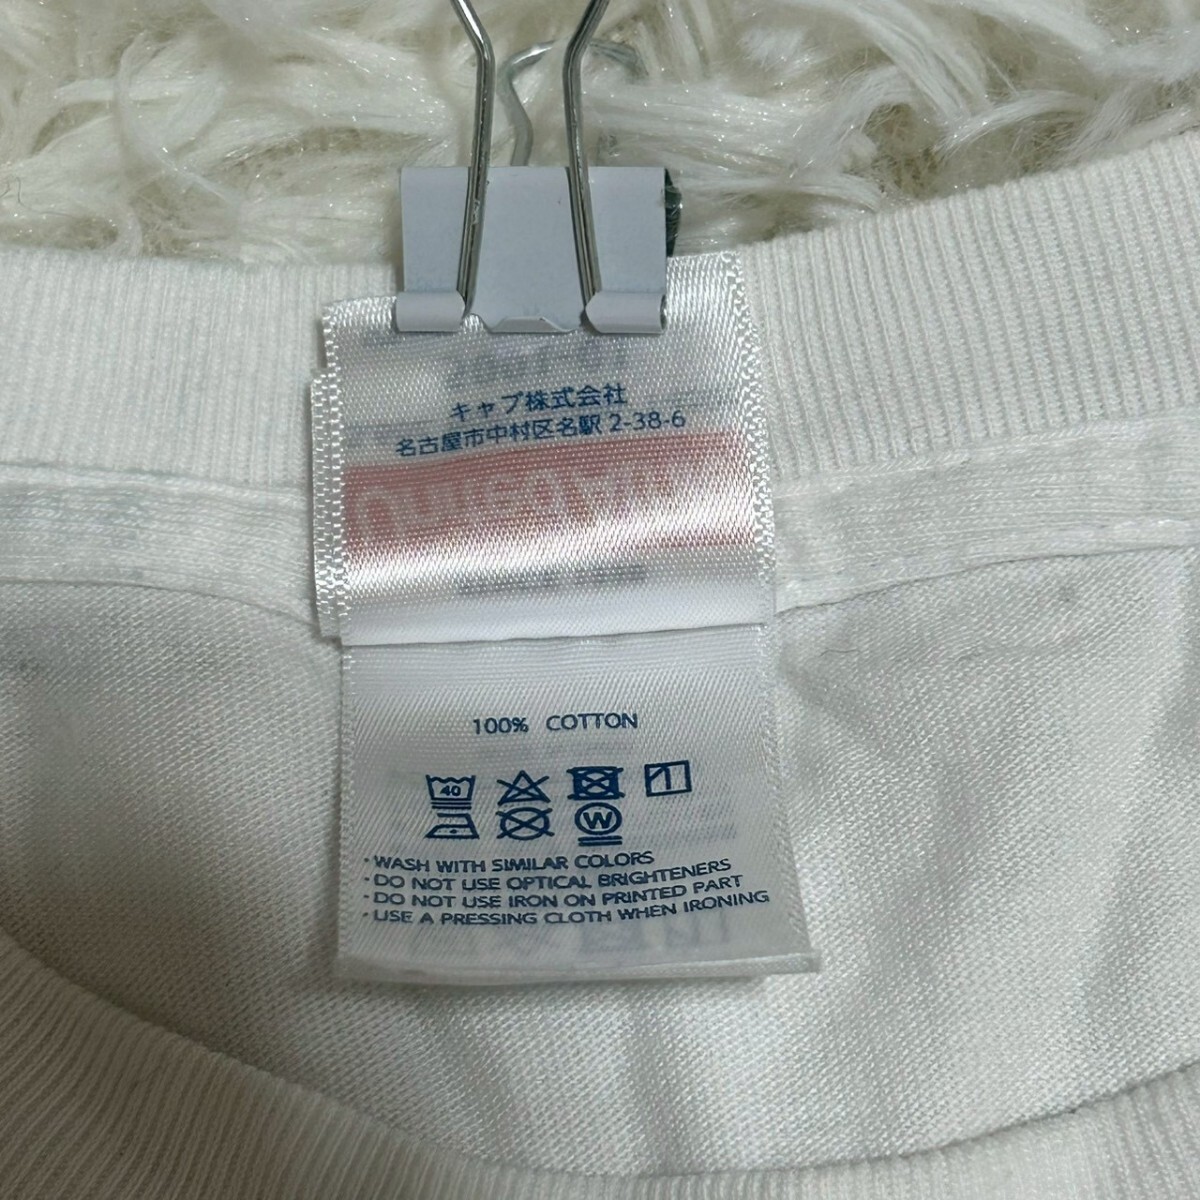 キャブ株式会社
名古屋市中村区名駅 2-38-6
100% COTTON
40
W
・WASH WITH SIMILAR COLORS
・DO NOT USE OPTICAL BRIGHTENERS
・DO NOT USE IRON ON PRINTED PART
・USE A PRESSING CLOTH WHEN IRONING